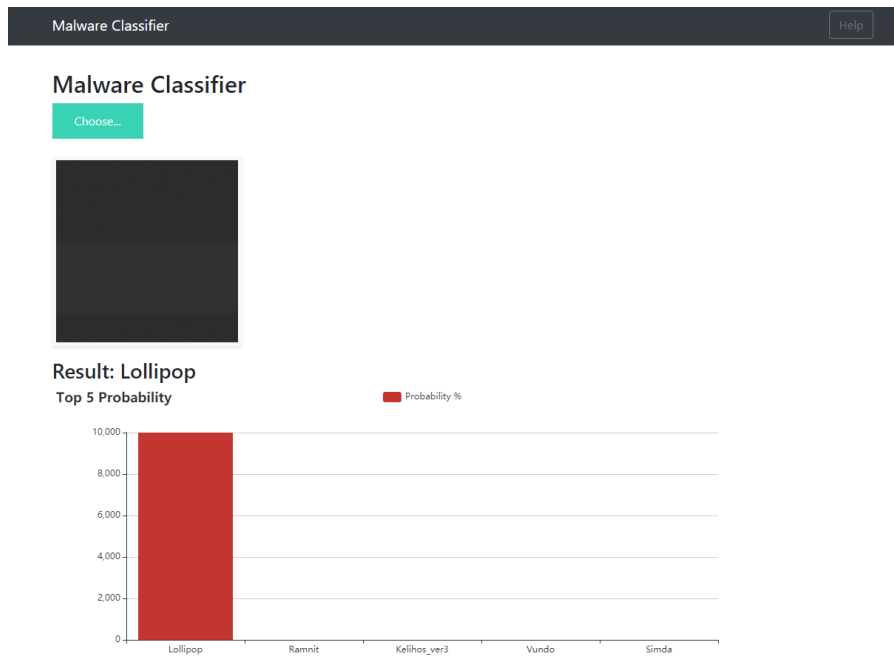 Malware Classifier Help
Malware Classifier
Choose...
Result: Lollipop
Top 5 Probability
Probability %
10,000
8,000
6,000
4,000
2,000
0
Lollipop Ramnit Kelihos_ver3 Vundo Simda